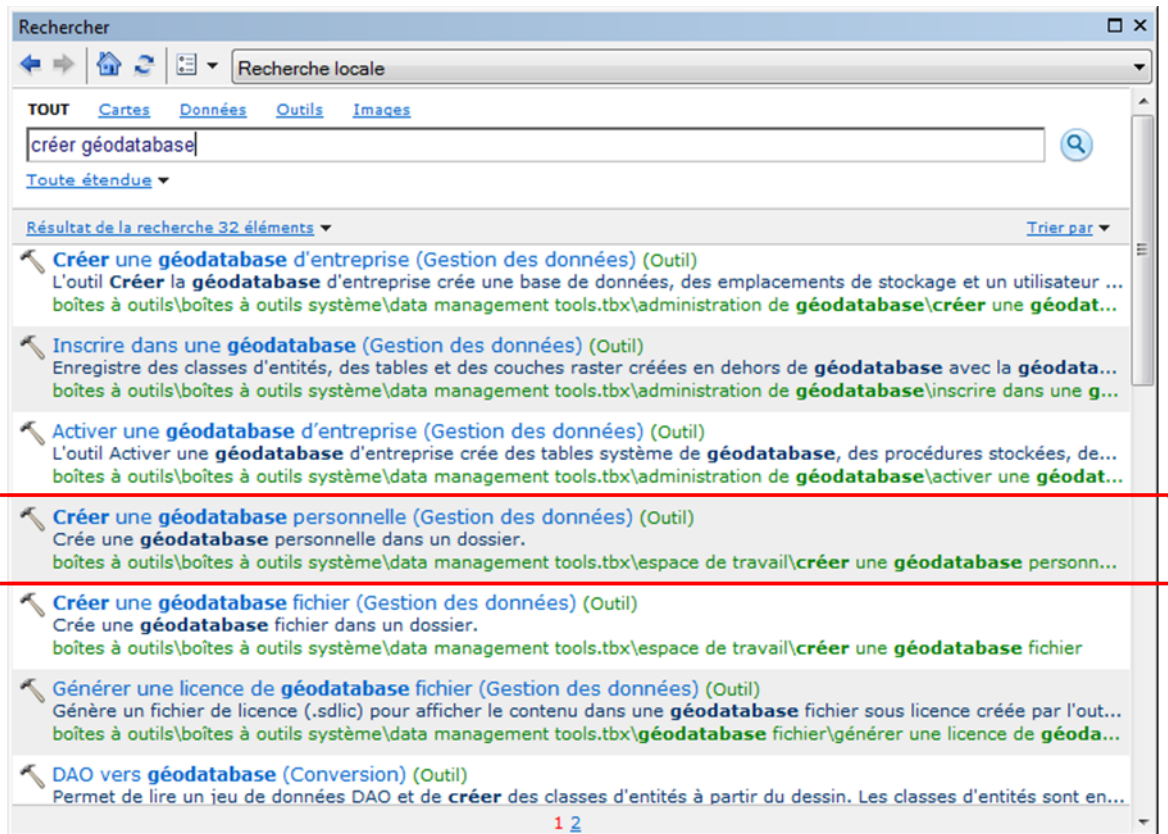 Rechercher
Recherche locale
TOUT Cartes Données Outils Images
créer géodatabase
Toute étendue
Résultat de la recherche 32 éléments Trier par
Créer une géodatabase d'entreprise (Gestion des données) (Outil)
L'outil Créer la géodatabase d'entreprise crée une base de données, des emplacements de stockage et un utilisateur ...
boîtes à outils\boîtes à outils système\data management tools.tbx\administration de géodatabase\créer une géodat...
Inscrire dans une géodatabase (Gestion des données) (Outil)
Enregistre des classes d'entités, des tables et des couches raster créées en dehors de géodatabase avec la géodata...
boîtes à outils\boîtes à outils système\data management tools.tbx\administration de géodatabase\inscrire dans une g...
Activer une géodatabase d'entreprise (Gestion des données) (Outil)
L'outil Activer une géodatabase d'entreprise crée des tables système de géodatabase, des procédures stockées, de...
boîtes à outils\boîtes à outils système\data management tools.tbx\administration de géodatabase\activer une géodat...
Créer une géodatabase personnelle (Gestion des données) (Outil)
Crée une géodatabase personnelle dans un dossier.
boîtes à outils\boîtes à outils système\data management tools.tbx\espace de travail\créer une géodatabase personn...
Créer une géodatabase fichier (Gestion des données) (Outil)
Crée une géodatabase fichier dans un dossier.
boîtes à outils\boîtes à outils système\data management tools.tbx\espace de travail\créer une géodatabase fichier
Générer une licence de géodatabase fichier (Gestion des données) (Outil)
Génère un fichier de licence (.sdlic) pour afficher le contenu dans une géodatabase fichier sous licence créée par l'out...
boîtes à outils\boîtes à outils système\data management tools.tbx\géodatabase fichier\générer une licence de géoda...
DAO vers géodatabase (Conversion) (Outil)
Permet de lire un jeu de données DAO et de créer des classes d'entités à partir du dessin. Les classes d'entités sont en...
1 2